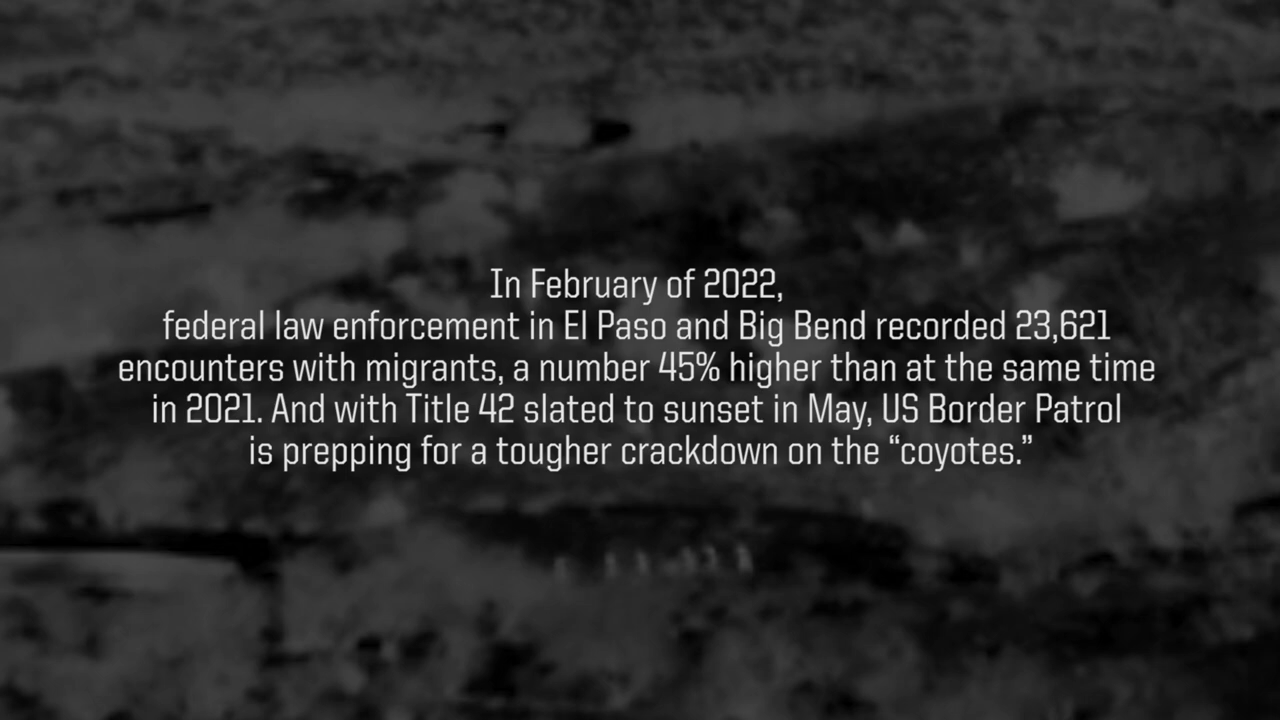 In February of 2022,
federal law enforcement in El Paso and Big Bend recorded 23,621
encounters with migrants, a number 45% higher than at the same time
in 2021. And with Title 42 slated to sunset in May, US Border Patrol
is prepping for a tougher crackdown on the “coyotes.”